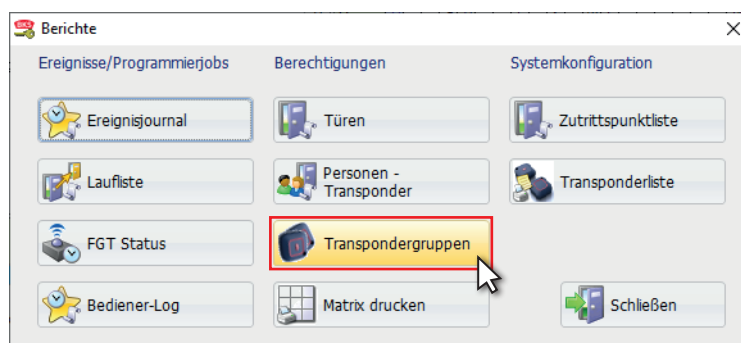 BKS Berichte
Ereignisse/Programmierjobs Berechtigungen Systemkonfiguration
Ereignisjournal Türen Zutrittspunktliste
Laufliste Personen - Transponder Transponderliste
FGT Status Transpondergruppen
Bediener-Log Matrix drucken Schließen